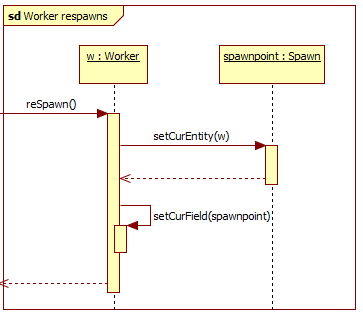 sd Worker respawns
w : Worker
spawnpoint : Spawn
reSpawn()
setCurEntity(w)
setCurField(spawnpoint)